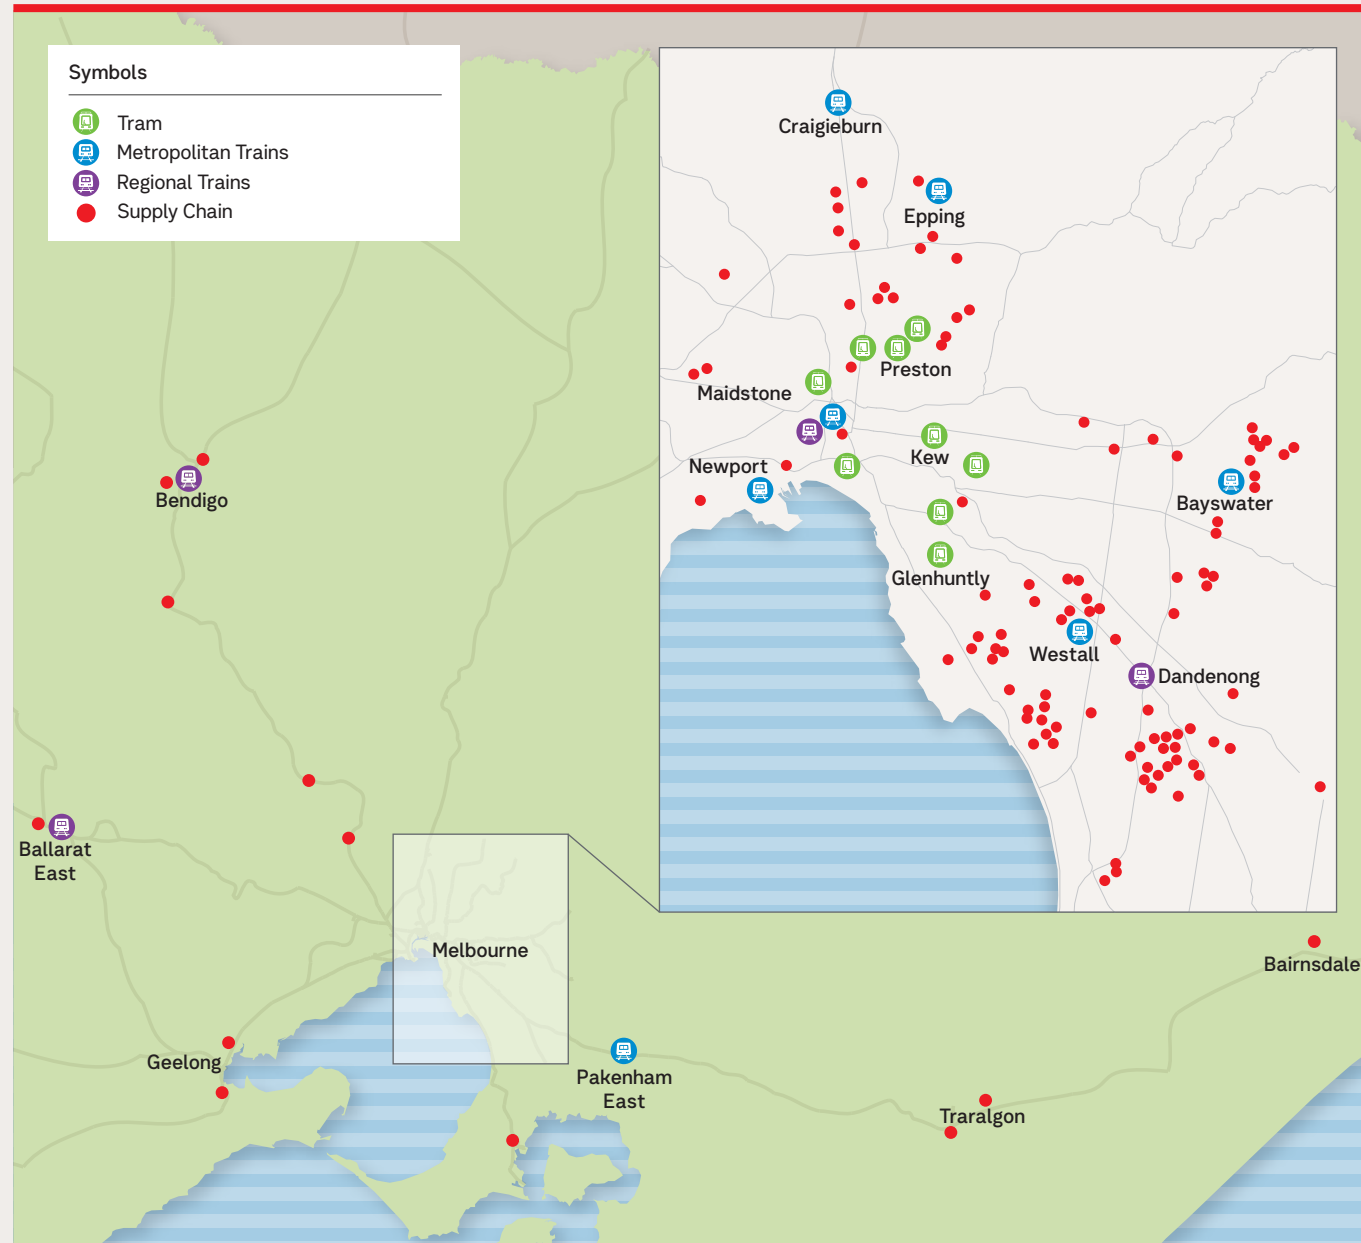 Symbols
Tram
Metropolitan Trains
Regional Trains
Supply Chain
Craigieburn
Epping
Preston
Maidstone
Newport
Kew
Bayswater
Glenhuntly
Westall
Dandenong
Bendigo
Ballarat
East
Melbourne
Bairnsdale
Geelong
Pakenham
East
Traralgon